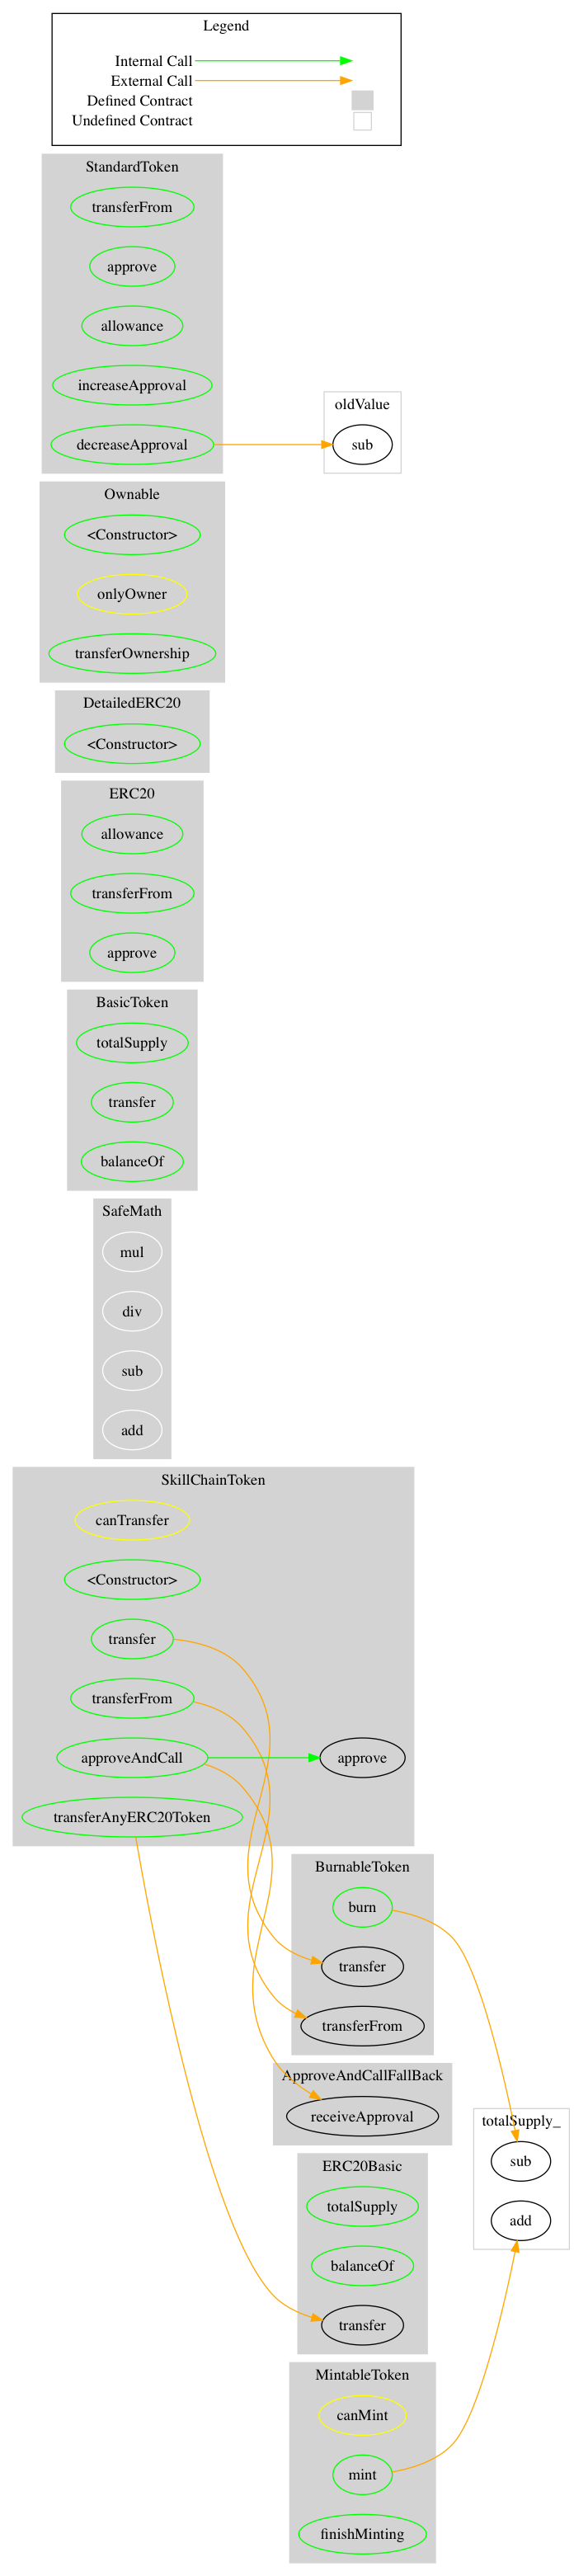 Legend
Internal Call
External Call
Defined Contract
Undefined Contract
StandardToken
transferFrom
approve
allowance
increaseApproval
decreaseApproval
oldValue
sub
Ownable
<Constructor>
onlyOwner
transferOwnership
DetailedERC20
<Constructor>
ERC20
allowance
transferFrom
approve
BasicToken
totalSupply
transfer
balanceOf
SafeMath
mul
div
sub
add
SkillChainToken
canTransfer
<Constructor>
transfer
transferFrom
approveAndCall
approve
transferAnyERC20Token
BurnableToken
burn
transfer
transferFrom
ApproveAndCallFallBack
receiveApproval
totalSupply_
sub
add
ERC20Basic
totalSupply
balanceOf
transfer
MintableToken
canMint
mint
finishMinting